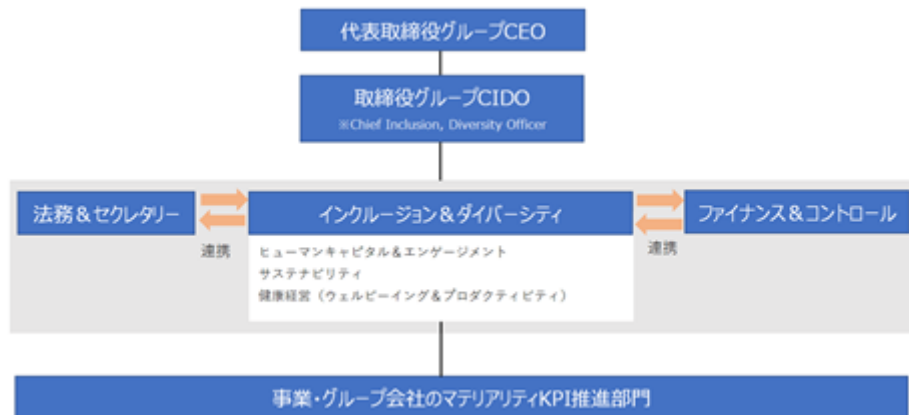 代表取締役グループCEO
取締役グループCIDO
※Chief Inclusion, Diversity Officer
法務&セクレタリー
インクルージョン&ダイバーシティ
ファイナンス&コントロール
連携
連携
ヒューマンキャピタル&エンゲージメント
サステナビリティ
健康経営（ウェルビーイング&プロダクティビティ）
事業・グループ会社のマテリアリティKPI推進部門